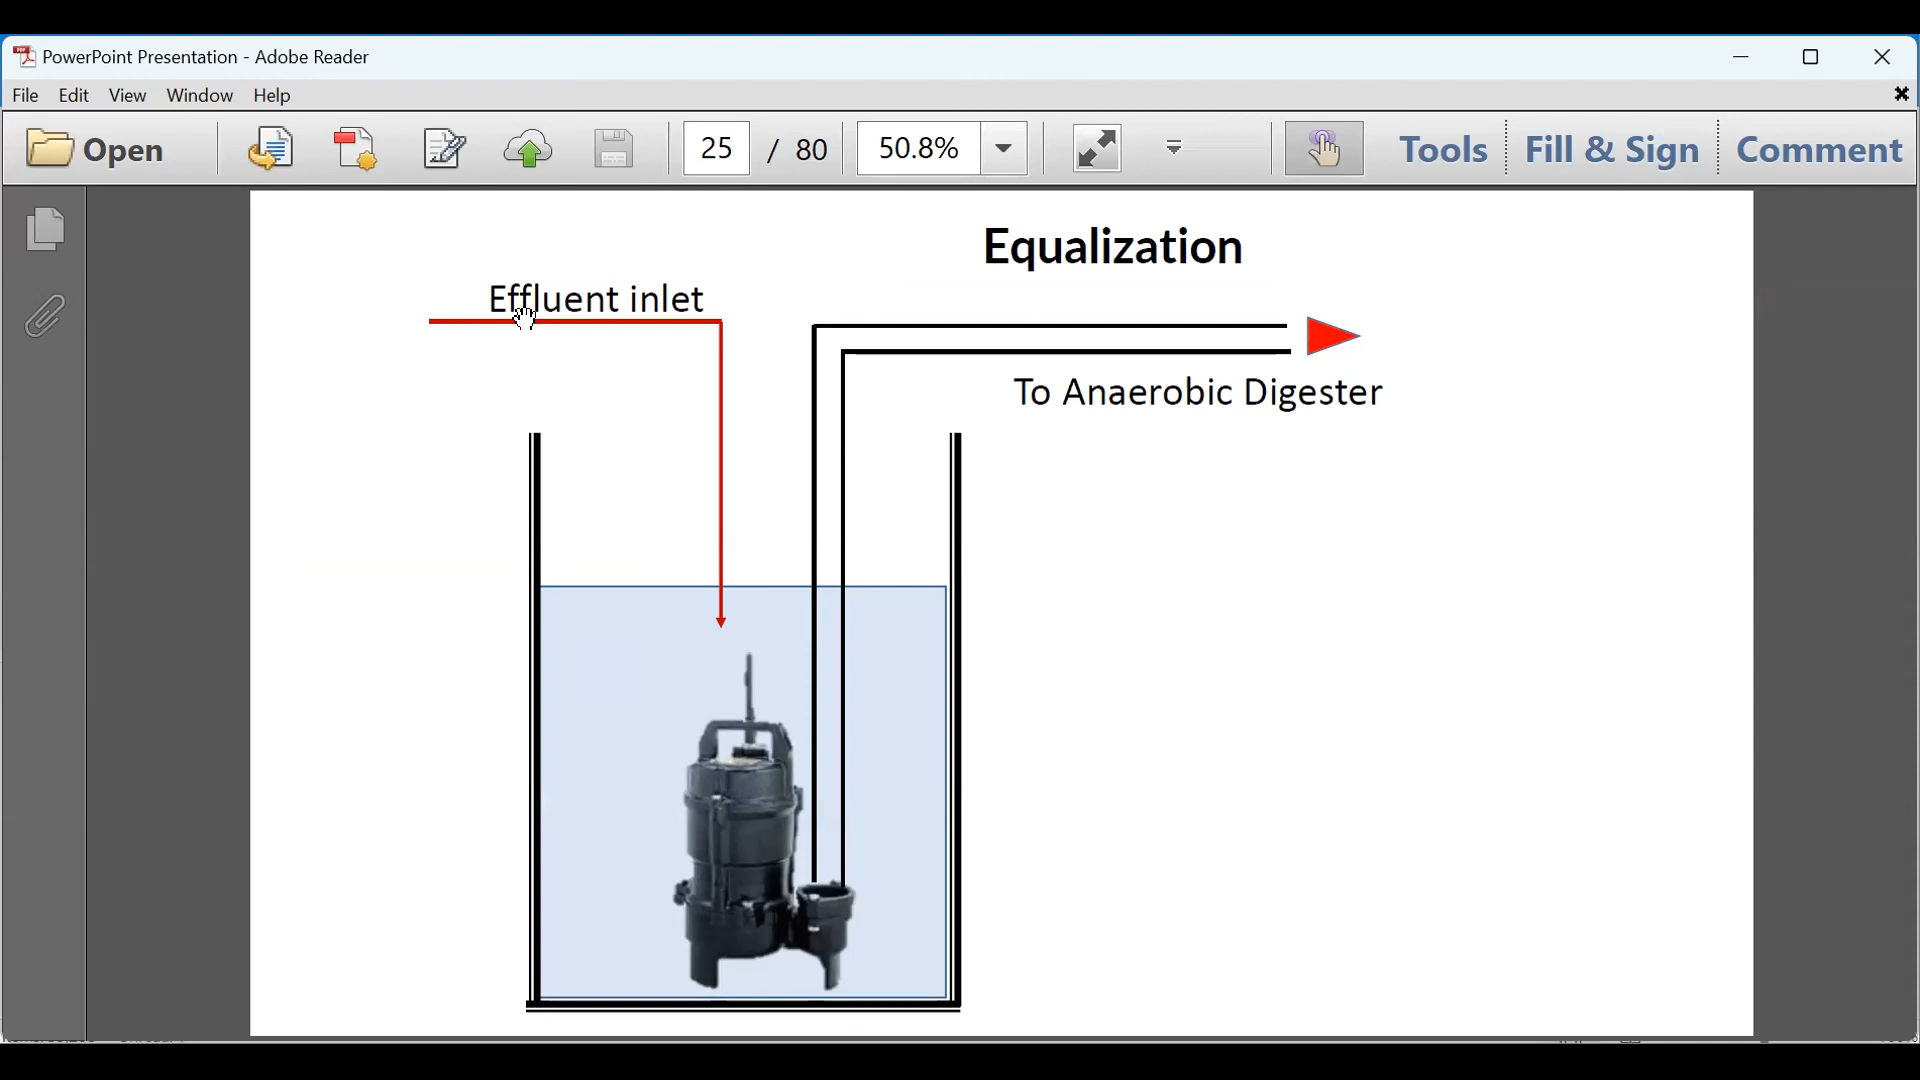 PowerPoint Presentation - Adobe Reader
File Edit View Window Help
Open 25 / 80 50.8% Tools Fill & Sign Comment
Equalization
Effluent inlet
To Anaerobic Digester